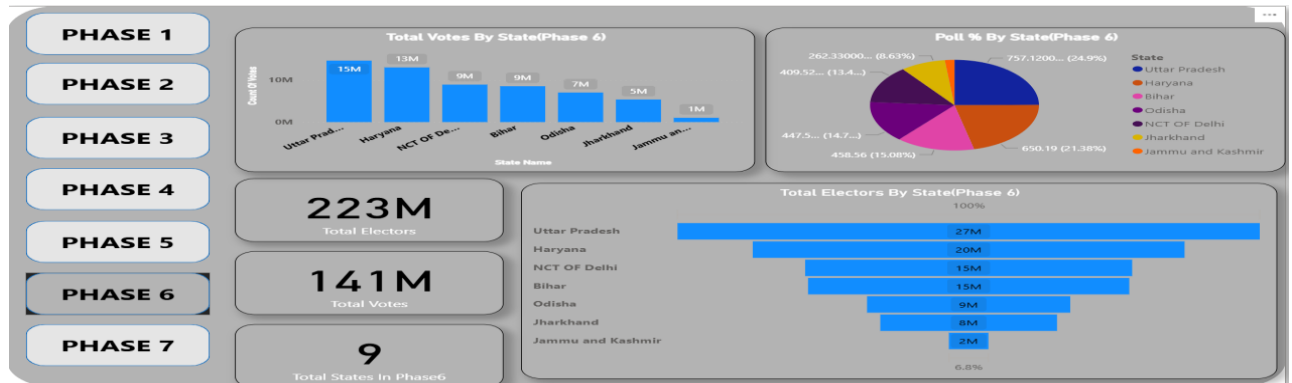 PHASE 1
PHASE 2
PHASE 3
PHASE 4
PHASE 5
PHASE 6
PHASE 7
Total Votes By State(Phase 6)
Count Of Votes
10M
0M
15M
13M
9M
9M
7M
5M
1M
Uttar Prad...
Haryana
NCT OF De...
Bihar
Odisha
Jharkhand
Jammu an...
State Name
Poll % By State(Phase 6)
262.33000... (8.63%)
757.1200... (24.9%)
409.52... (13.4...)
447.5... (14.7...)
458.56 (15.08%)
650.19 (21.38%)
State
Uttar Pradesh
Haryana
Bihar
Odisha
NCT OF Delhi
Jharkhand
Jammu and Kashmir
223M
Total Electors
141M
Total Votes
9
Total States In Phase6
Total Electors By State(Phase 6)
100%
Uttar Pradesh 27M
Haryana 20M
NCT OF Delhi 15M
Bihar 15M
Odisha 9M
Jharkhand 8M
Jammu and Kashmir 2M
6.8%